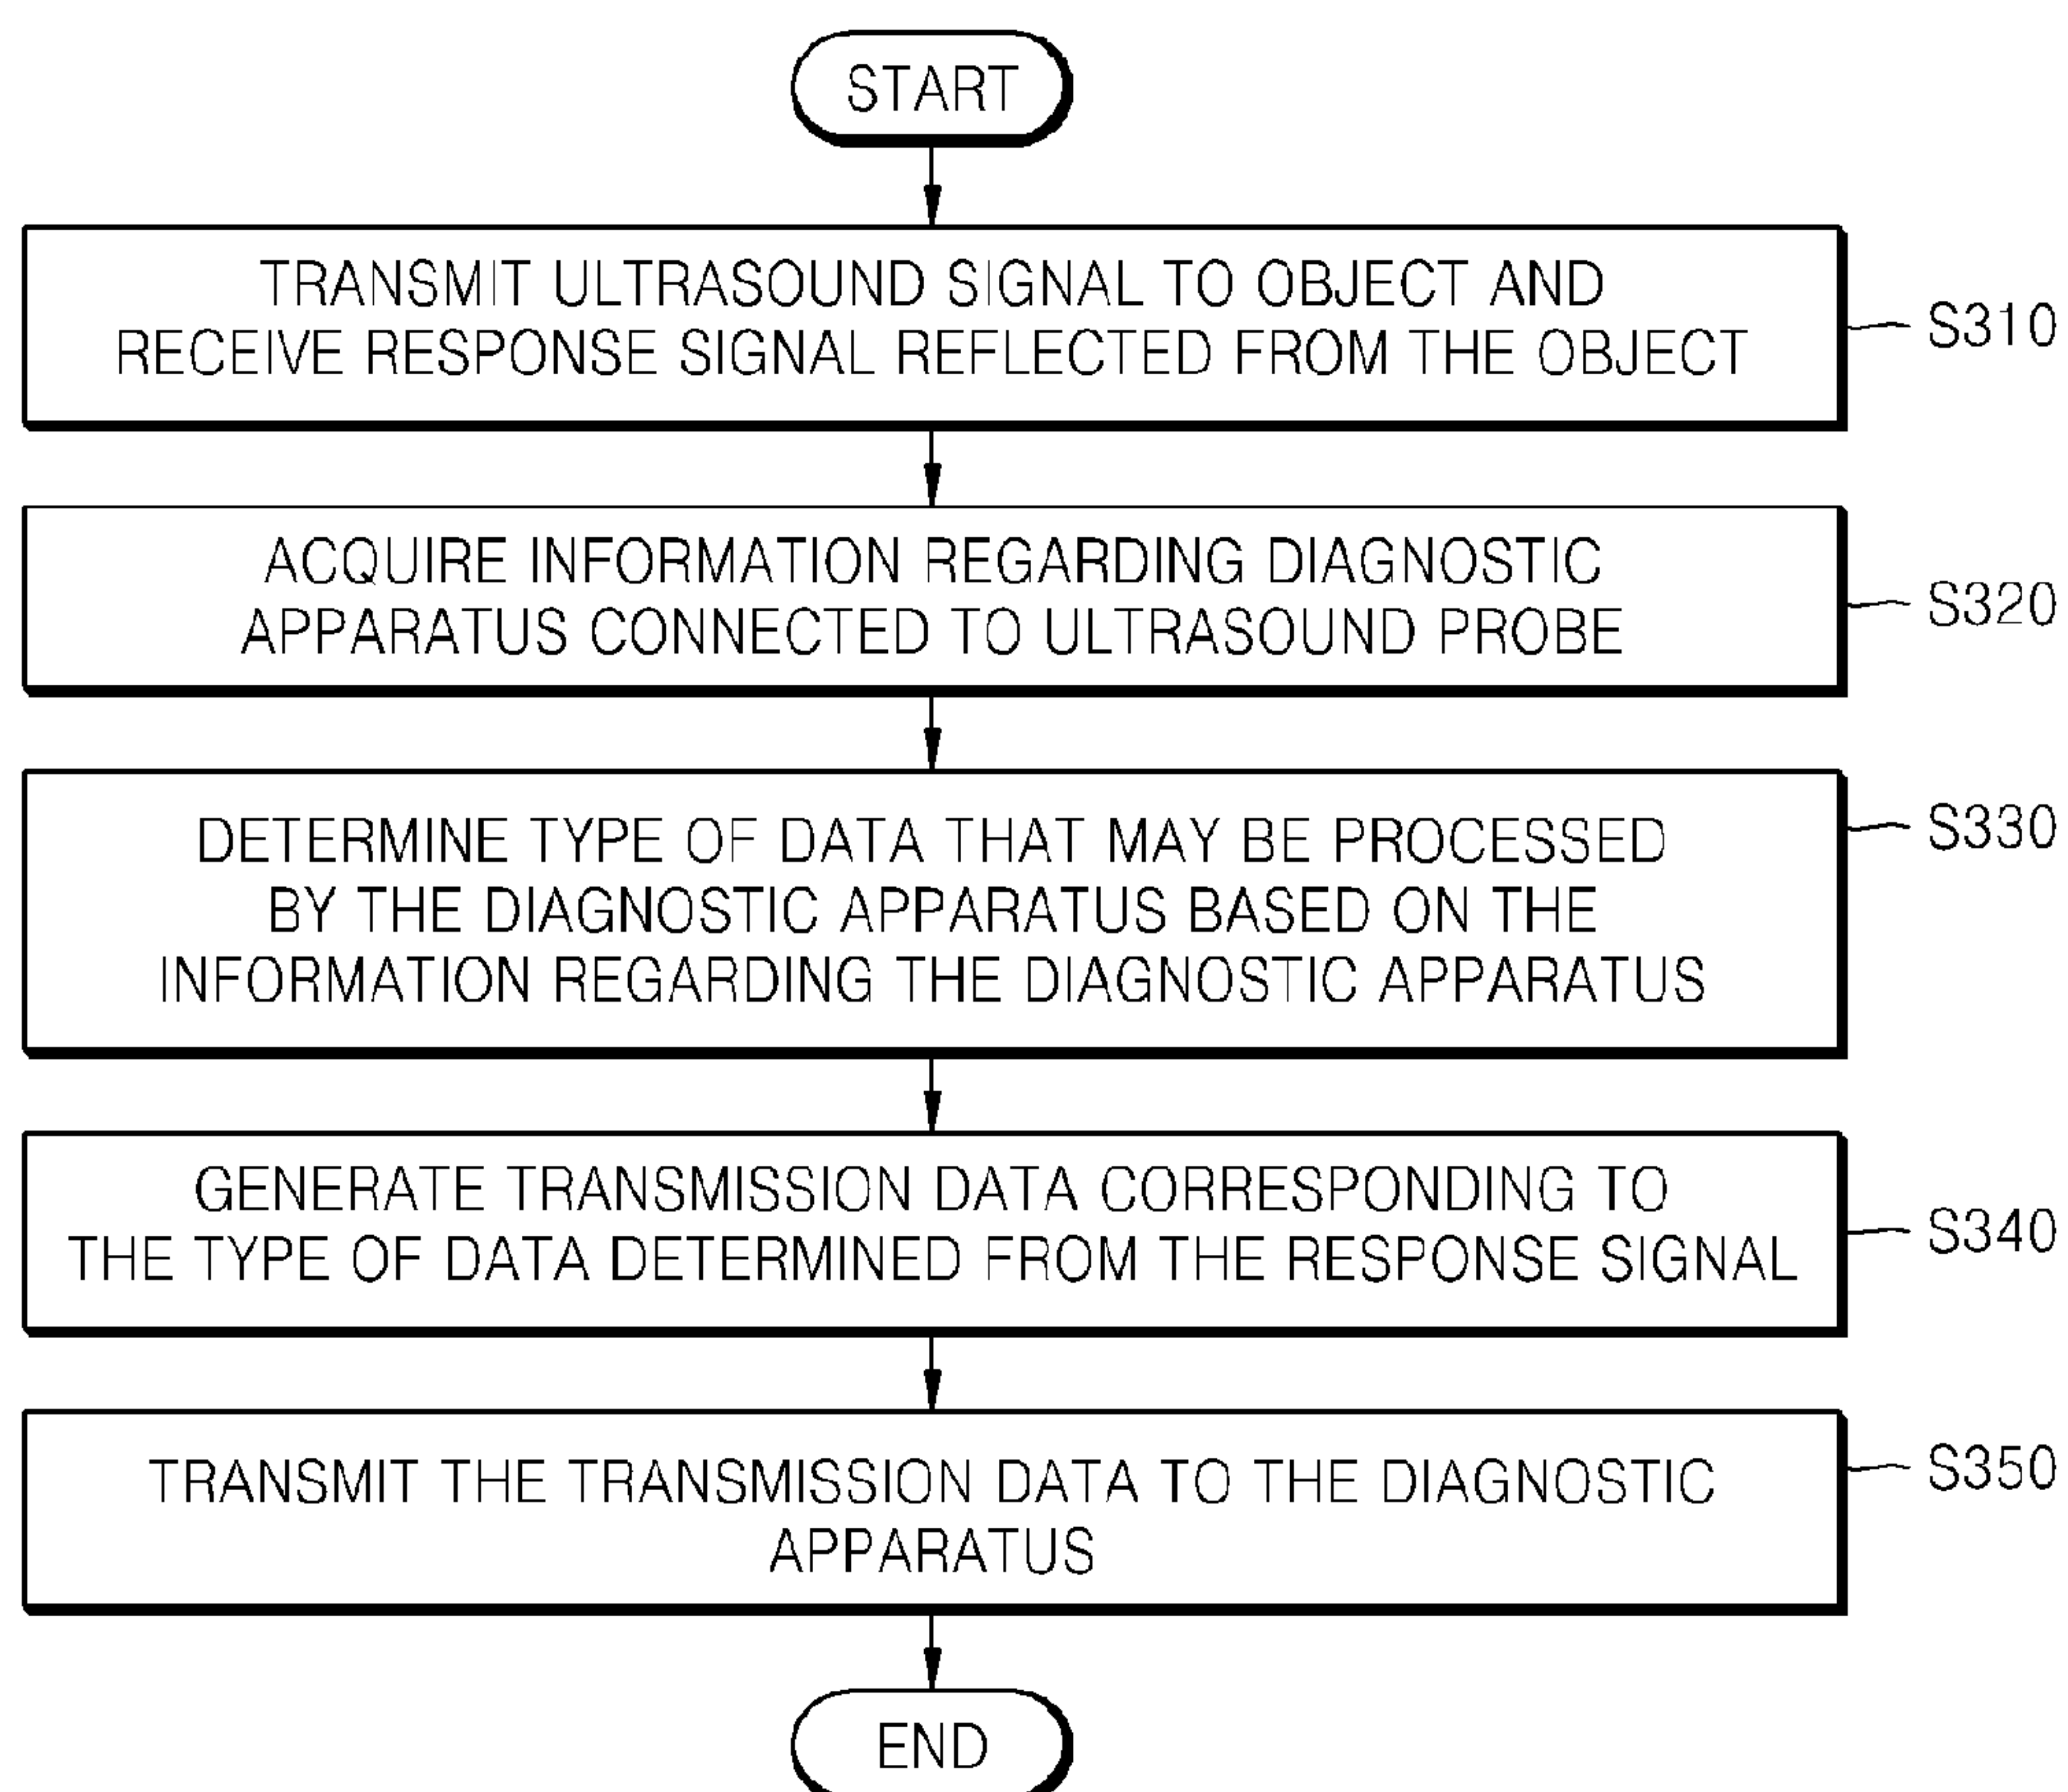 START
TRANSMIT ULTRASOUND SIGNAL TO OBJECT AND
RECEIVE RESPONSE SIGNAL REFLECTED FROM THE OBJECT
S310
ACQUIRE INFORMATION REGARDING DIAGNOSTIC
APPARATUS CONNECTED TO ULTRASOUND PROBE
S320
DETERMINE TYPE OF DATA THAT MAY BE PROCESSED
BY THE DIAGNOSTIC APPARATUS BASED ON THE
INFORMATION REGARDING THE DIAGNOSTIC APPARATUS
S330
GENERATE TRANSMISSION DATA CORRESPONDING TO
THE TYPE OF DATA DETERMINED FROM THE RESPONSE SIGNAL
S340
TRANSMIT THE TRANSMISSION DATA TO THE DIAGNOSTIC
APPARATUS
S350
END